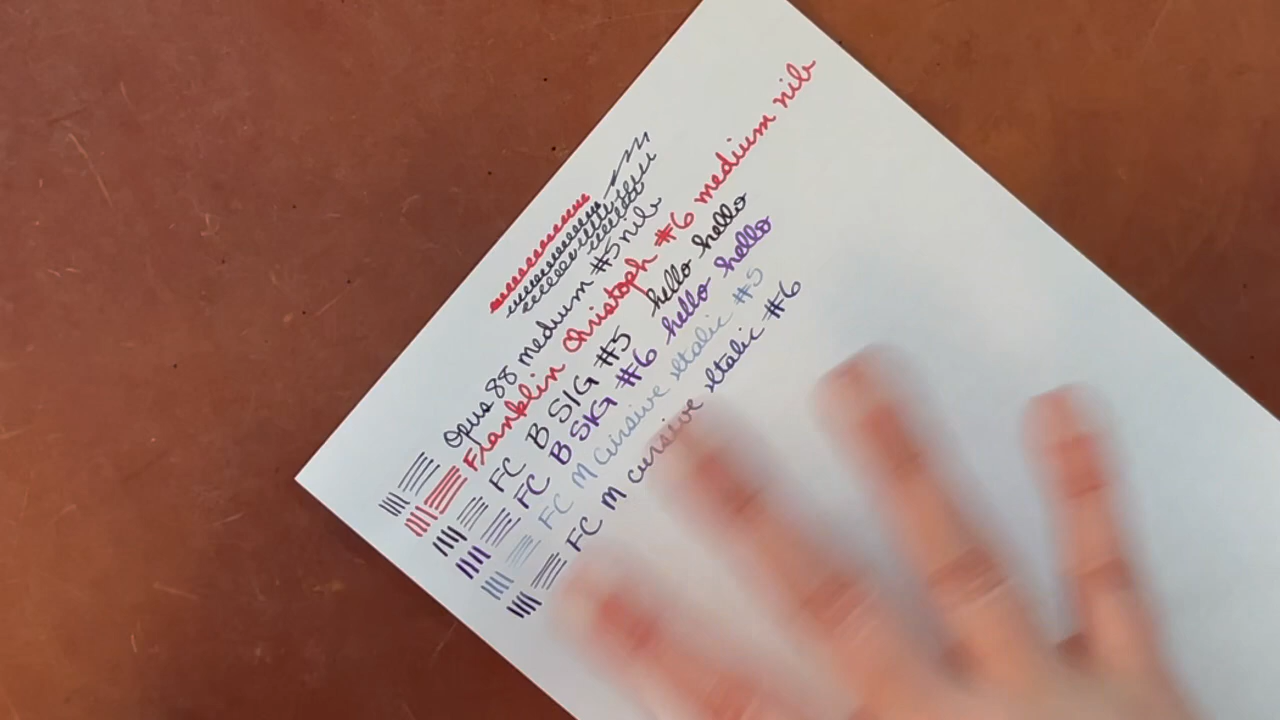 Opus 88 medium #5 nib
Franklin Christoph #6 medium nib
FC B SIG #5 hello hello
FC B SIG #6 hello hello
FC M cursive italic #5
FC M cursive italic #6